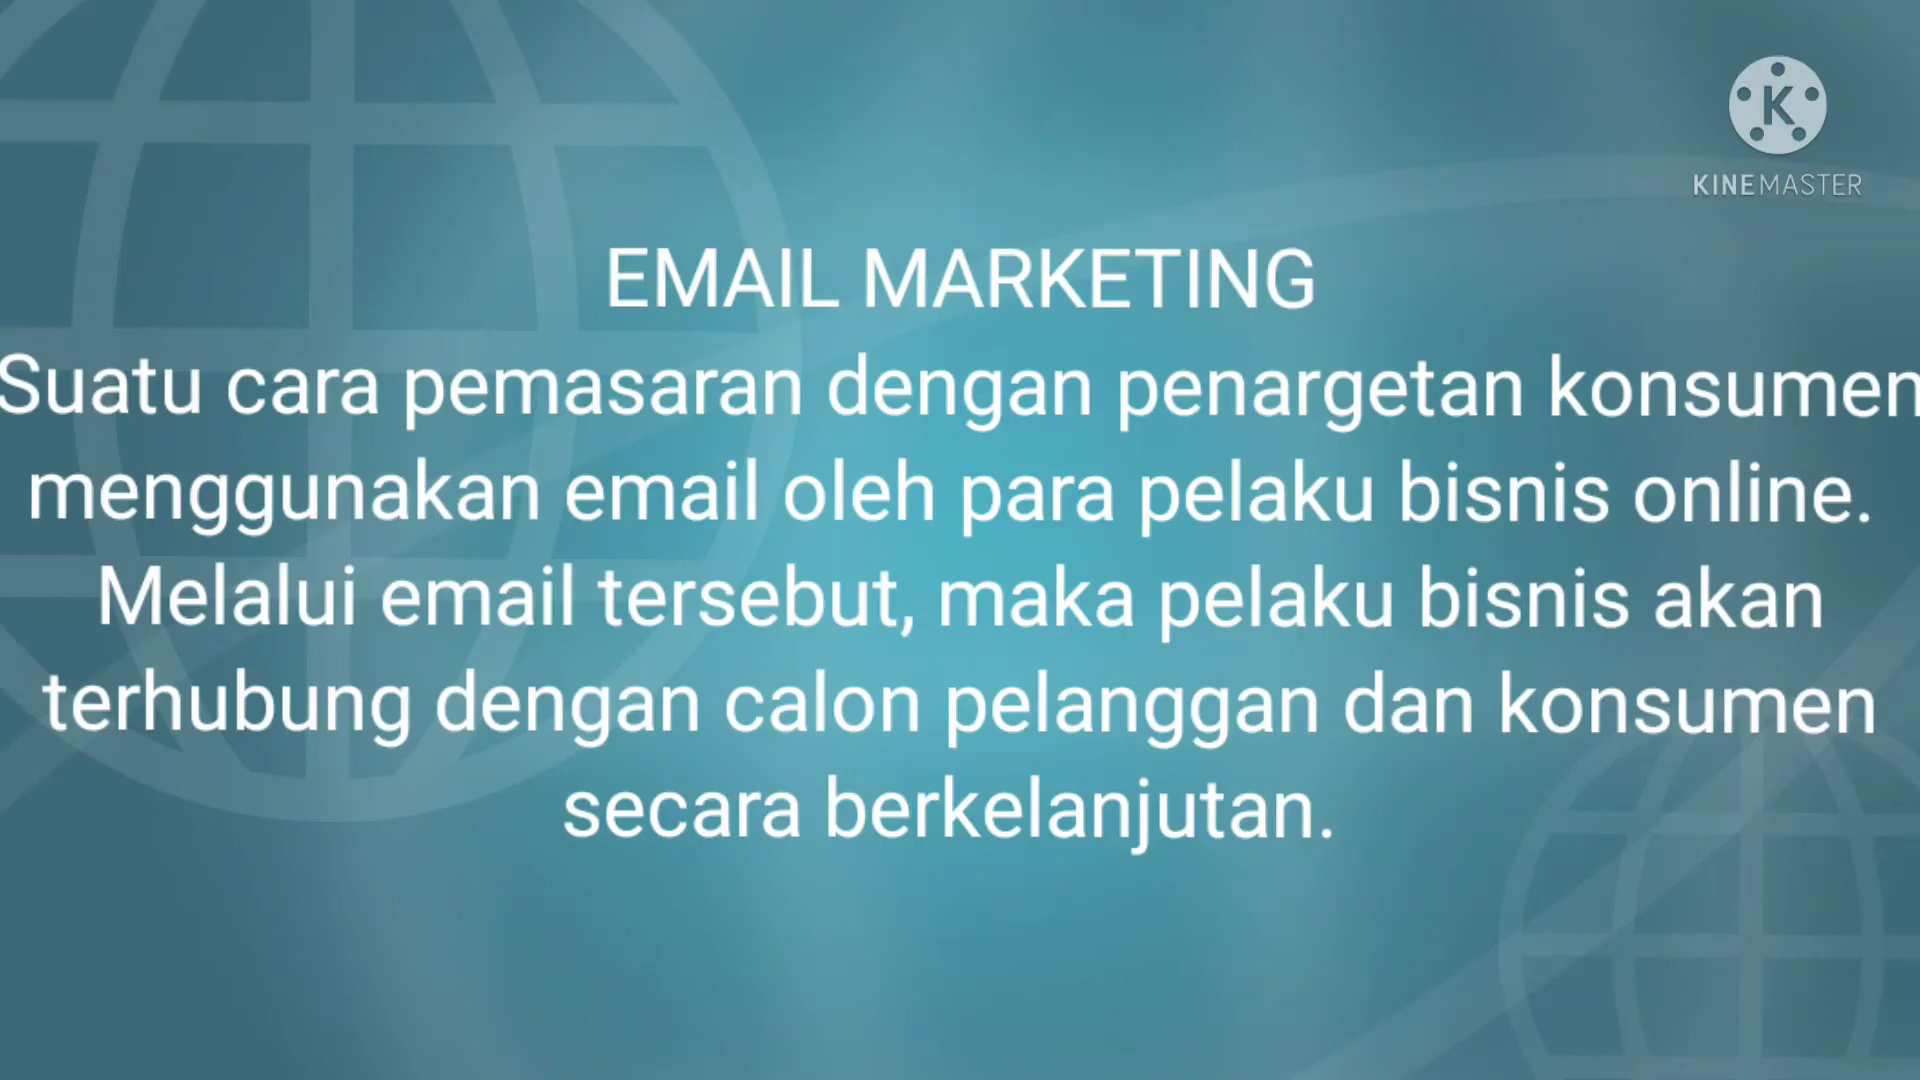 K
KINEMASTER
EMAIL MARKETING
Suatu cara pemasaran dengan penargetan konsumen
menggunakan email oleh para pelaku bisnis online.
Melalui email tersebut, maka pelaku bisnis akan
terhubung dengan calon pelanggan dan konsumen
secara berkelanjutan.